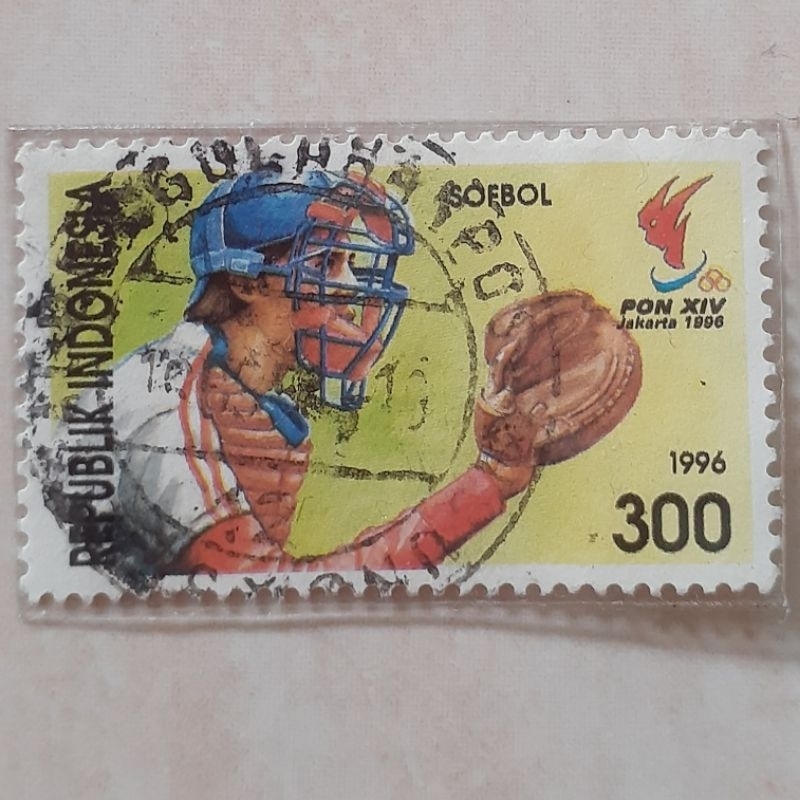 REPUBLIK INDONESIA
SOFBOL
PON XIV
Jakarta 1996
1996
300